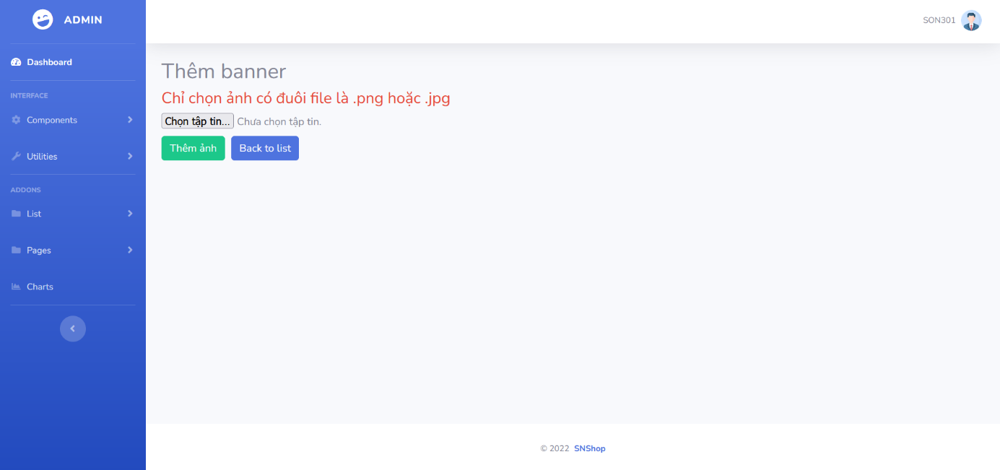 ADMIN
SON301
Dashboard
INTERFACE
Components
Utilities
ADDONS
List
Pages
Charts
Thêm banner
Chỉ chọn ảnh có đuôi file là .png hoặc .jpg
Chọn tập tin... Chưa chọn tập tin.
Thêm ảnh Back to list
© 2022 SNShop